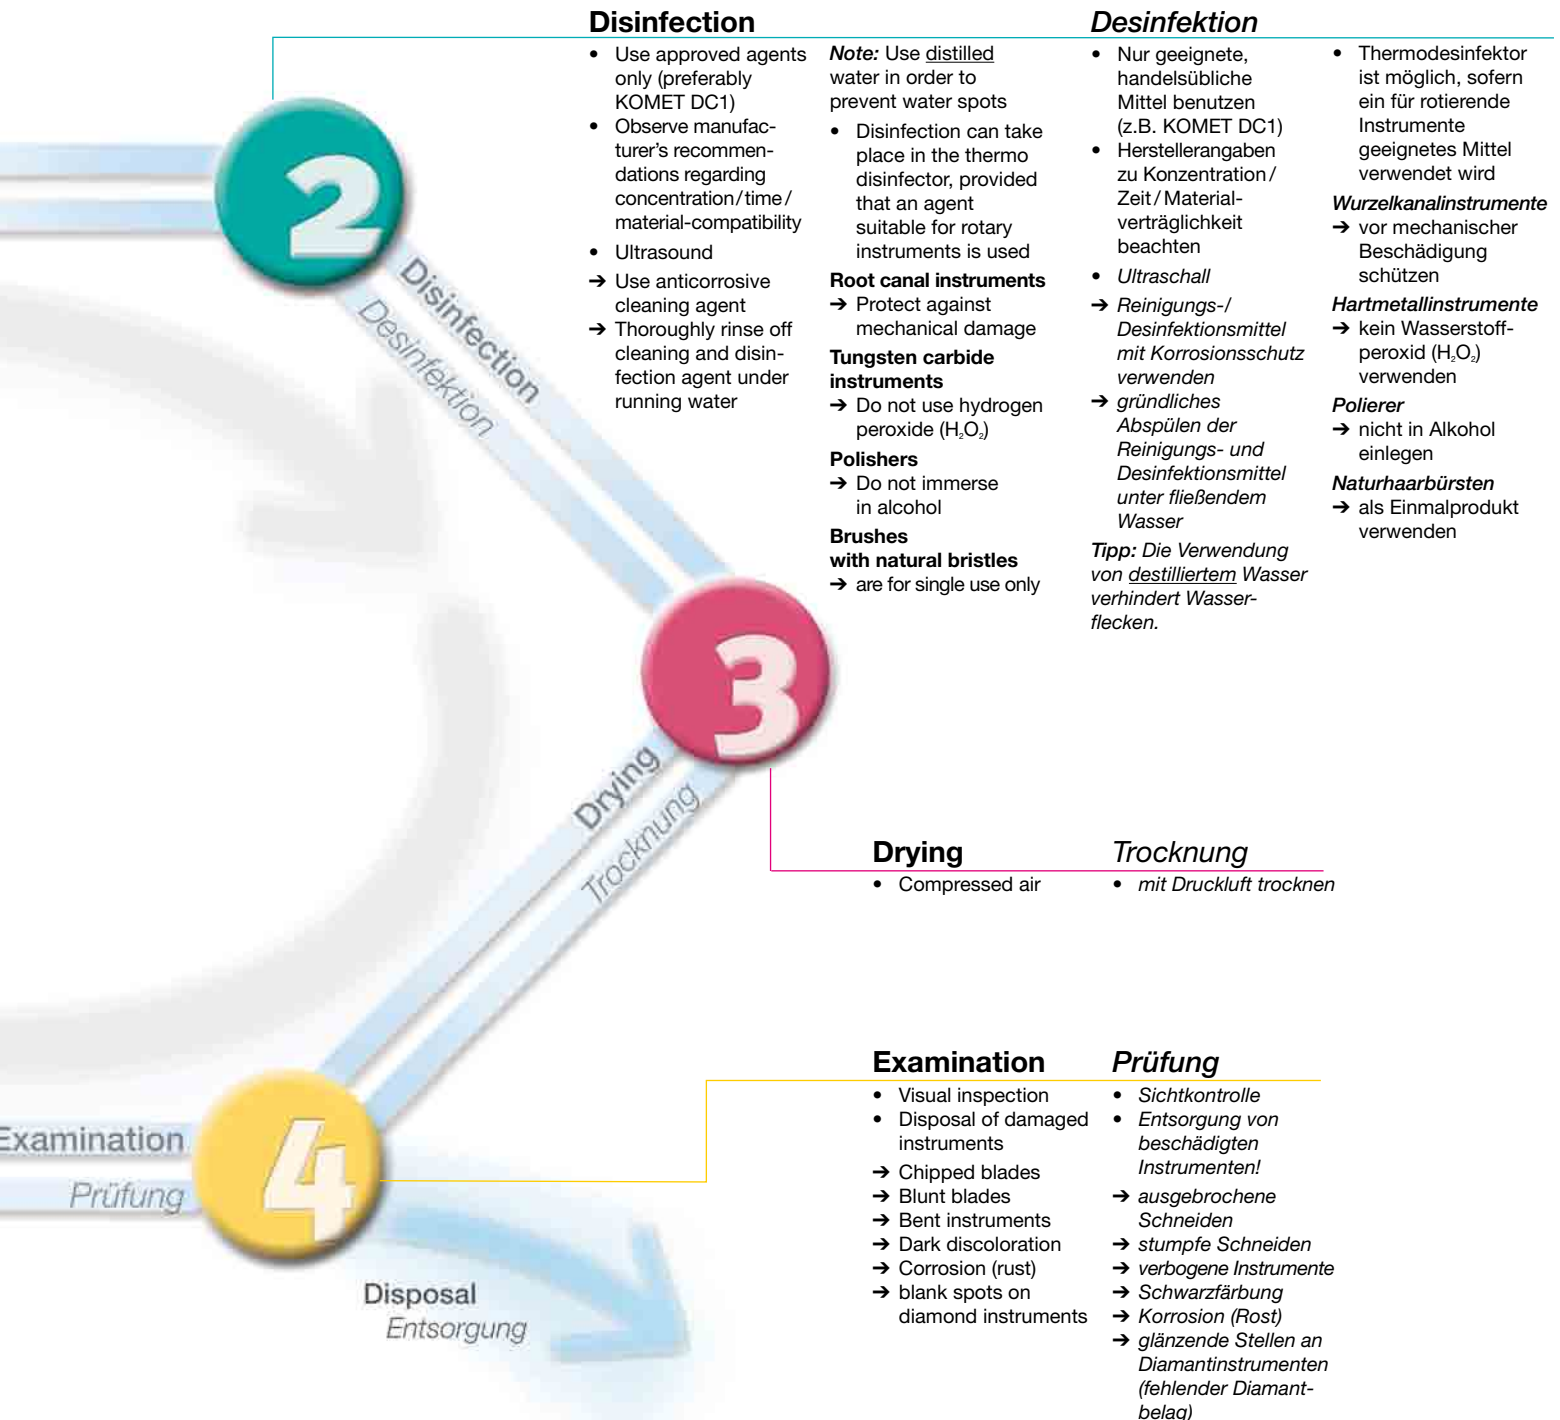 Disinfection
• Use approved agents
only (preferably
KOMET DC1)
• Observe manufac-
turer’s recommen-
dations regarding
concentration/time/
material-compatibility
• Ultrasound
➔ Use anticorrosive
cleaning agent
➔ Thoroughly rinse off
cleaning and disin-
fection agent under
running water
Note: Use distilled
water in order to
prevent water spots
• Disinfection can take
place in the thermo
disinfector, provided
that an agent
suitable for rotary
instruments is used
Root canal instruments
➔ Protect against
mechanical damage
Tungsten carbide
instruments
➔ Do not use hydrogen
peroxide (H₂O₂)
Polishers
➔ Do not immerse
in alcohol
Brushes
with natural bristles
➔ are for single use only
Desinfektion
• Nur geeignete,
handelsübliche
Mittel benutzen
(z.B. KOMET DC1)
• Herstellerangaben
zu Konzentration/
Zeit/Material-
verträglichkeit
beachten
• Ultraschall
➔ Reinigungs-/
Desinfektionsmittel
mit Korrosionsschutz
verwenden
➔ gründliches
Abspülen der
Reinigungs- und
Desinfektionsmittel
unter fließendem
Wasser
Tipp: Die Verwendung
von destilliertem Wasser
verhindert Wasser-
flecken.
• Thermodesinfektor
ist möglich, sofern
ein für rotierende
Instrumente
geeignetes Mittel
verwendet wird
Wurzelkanalinstrumente
➔ vor mechanischer
Beschädigung
schützen
Hartmetallinstrumente
➔ kein Wasserstoff-
peroxid (H₂O₂)
verwenden
Polierer
➔ nicht in Alkohol
einlegen
Naturhaarbürsten
➔ als Einmalprodukt
verwenden
2
Disinfection
Desinfektion
3
Drying
Trocknung
Drying
• Compressed air
Trocknung
• mit Druckluft trocknen
Examination
Prüfung
4
Disposal
Entsorgung
Examination
• Visual inspection
• Disposal of damaged
instruments
➔ Chipped blades
➔ Blunt blades
➔ Bent instruments
➔ Dark discoloration
➔ Corrosion (rust)
➔ blank spots on
diamond instruments
Prüfung
• Sichtkontrolle
• Entsorgung von
beschädigten
Instrumenten!
➔ ausgebrochene
Schneiden
➔ stumpfe Schneiden
➔ verbogene Instrumente
➔ Schwarzfärbung
➔ Korrosion (Rost)
➔ glänzende Stellen an
Diamantinstrumenten
(fehlender Diamant-
belag)